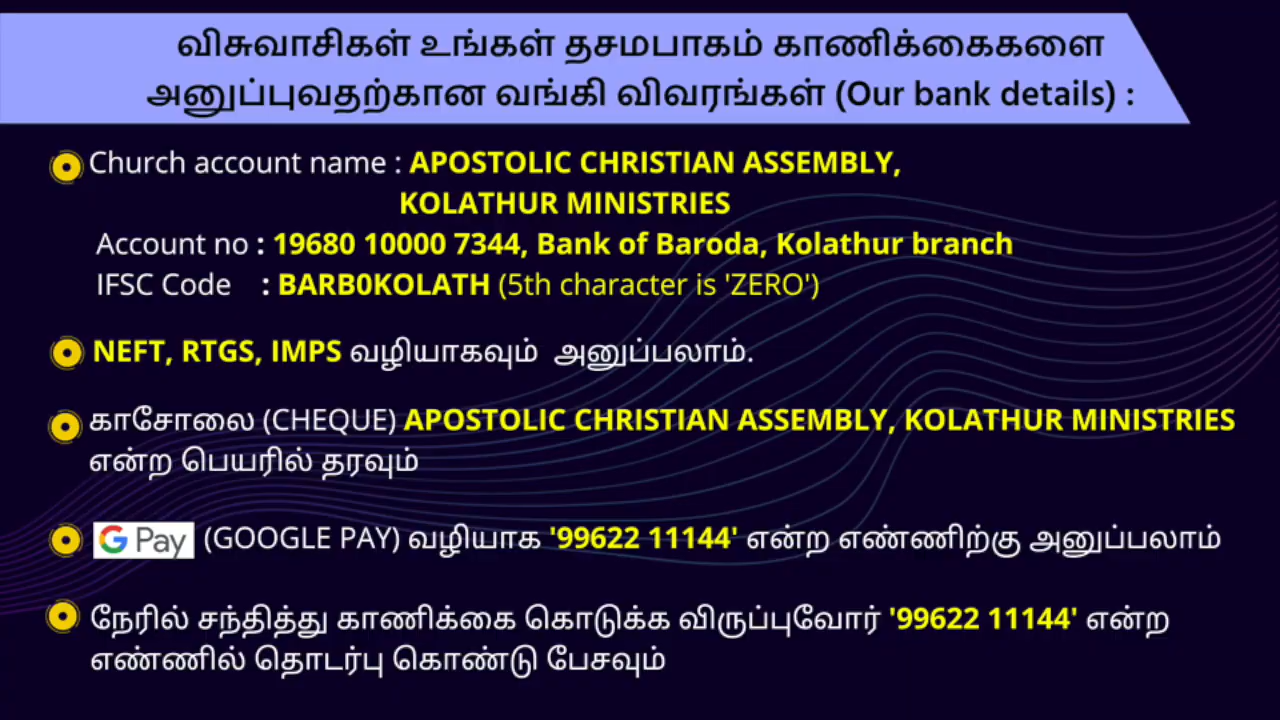 விசுவாசிகள் உங்கள் தசமபாகம் காணிக்கைகளை
அனுப்புவதற்கான வங்கி விவரங்கள் (Our bank details) :
Church account name : APOSTOLIC CHRISTIAN ASSEMBLY,
KOLATHUR MINISTRIES
Account no : 19680 10000 7344, Bank of Baroda, Kolathur branch
IFSC Code : BARB0KOLATH (5th character is 'ZERO')
NEFT, RTGS, IMPS வழியாகவும் அனுப்பலாம்.
காசோலை (CHEQUE) APOSTOLIC CHRISTIAN ASSEMBLY, KOLATHUR MINISTRIES
என்ற பெயரில் தரவும்
G Pay (GOOGLE PAY) வழியாக '99622 11144' என்ற எண்ணிற்கு அனுப்பலாம்
நேரில் சந்தித்து காணிக்கை கொடுக்க விருப்புவோர் '99622 11144' என்ற
எண்ணில் தொடர்பு கொண்டு பேசவும்